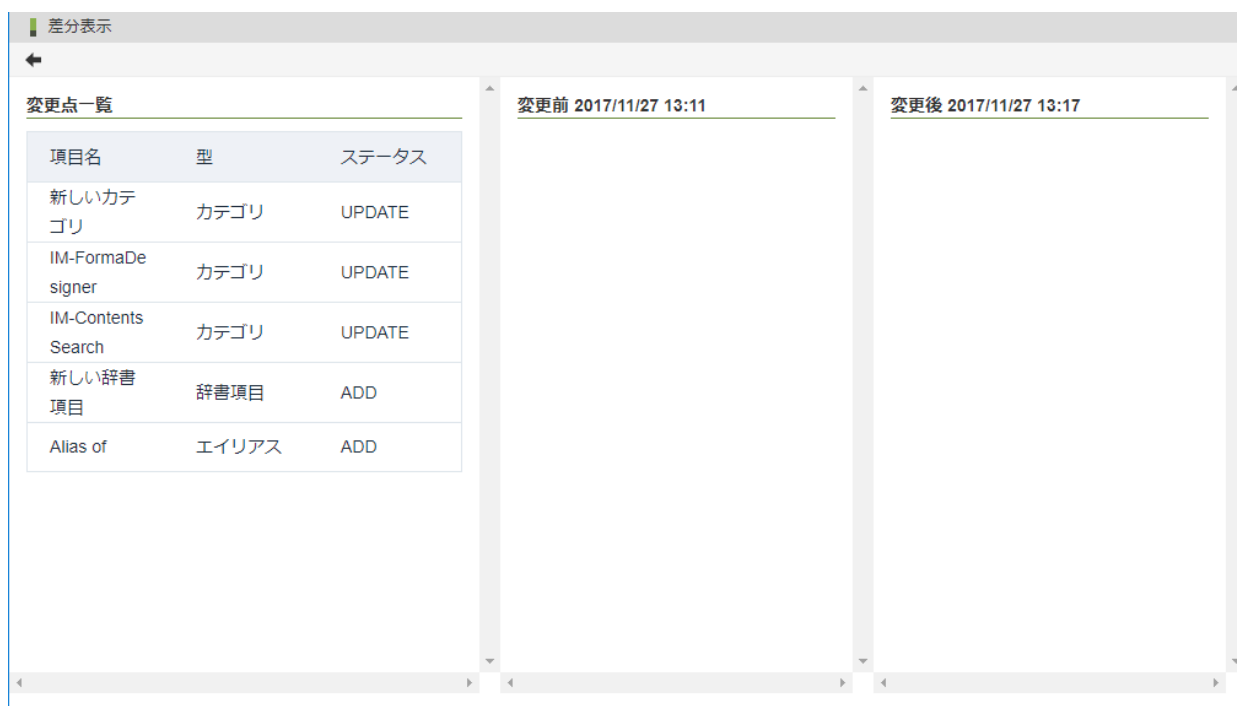 差分表示
変更点一覧
項目名 型 ステータス
新しいカテ
ゴリ
カテゴリ UPDATE
IM-FormaDe
signer
カテゴリ UPDATE
IM-Contents
Search
カテゴリ UPDATE
新しい辞書
項目
辞書項目 ADD
Alias of エイリアス ADD
変更前 2017/11/27 13:11
変更後 2017/11/27 13:17